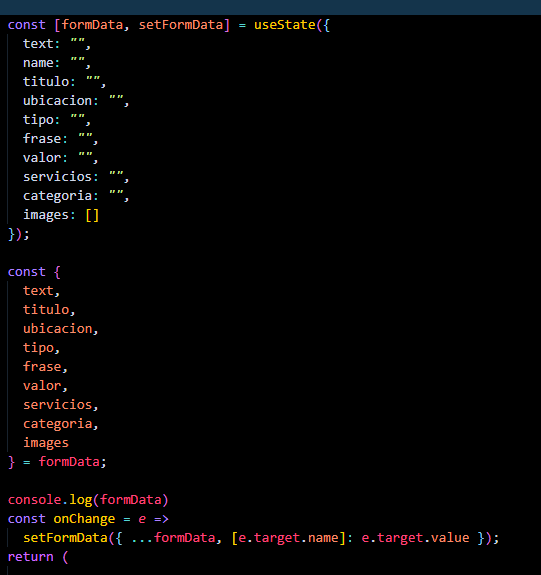 const [formData, setFormData] = useState({
text: "",
name: "",
titulo: "",
ubicacion: "",
tipo: "",
frase: "",
valor: "",
servicios: "",
categoria: "",
images: []
});
const {
text,
titulo,
ubicacion,
tipo,
frase,
valor,
servicios,
categoria,
images
} = formData;
console.log(formData)
const onChange = e =>
setFormData({ ...formData, [e.target.name]: e.target.value });
return (